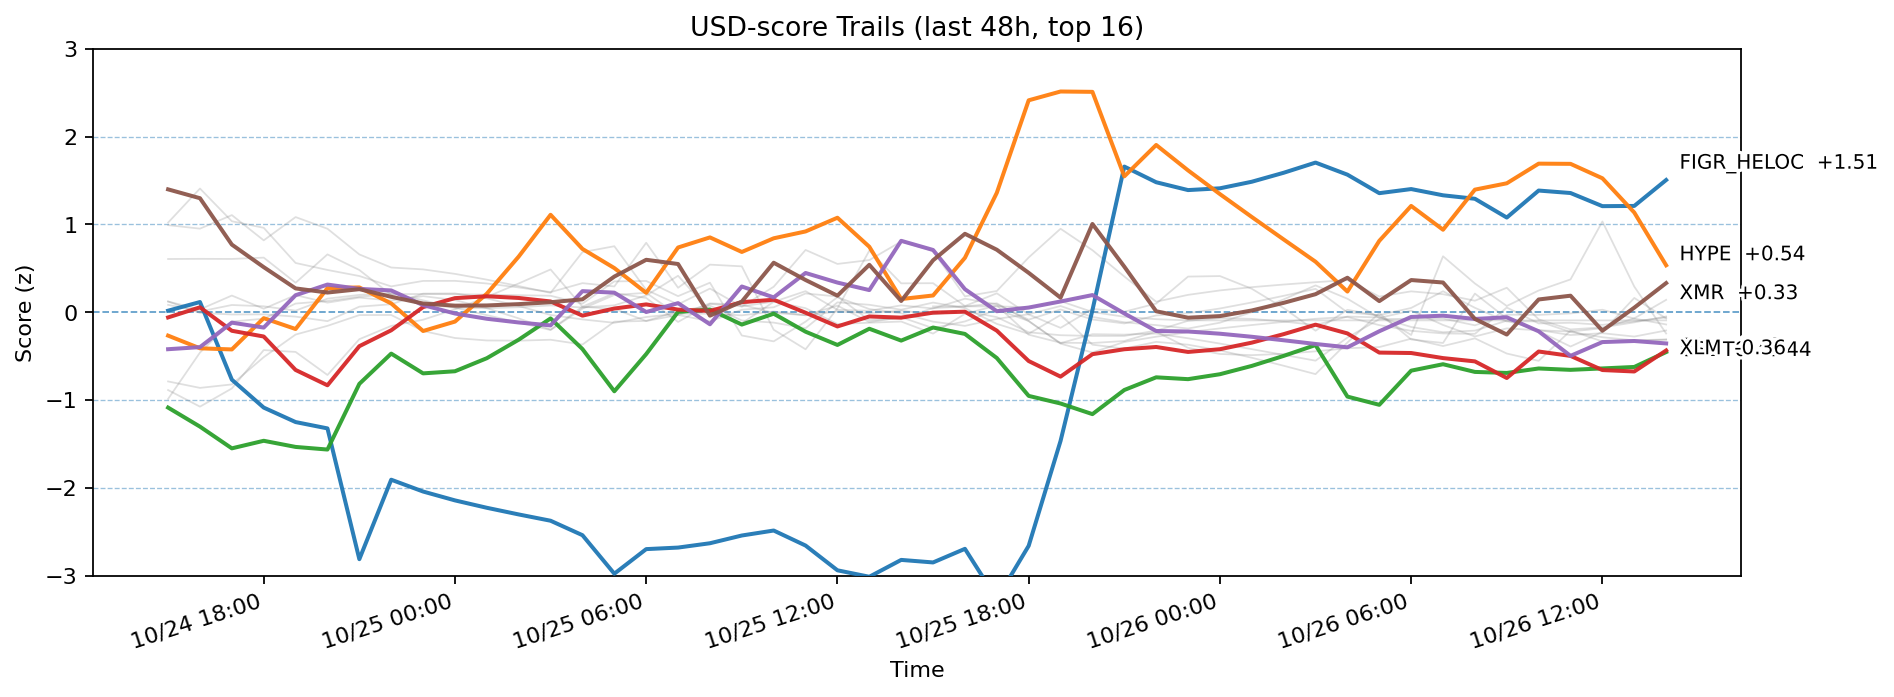 USD-score Trails (last 48h, top 16)
Score (z)
3
2
1
0
−1
−2
−3
FIGR_HELOC +1.51
HYPE +0.54
XMR +0.33
10/24 18:00
10/25 00:00
10/25 06:00
10/25 12:00
10/25 18:00
10/26 00:00
10/26 06:00
10/26 12:00
Time